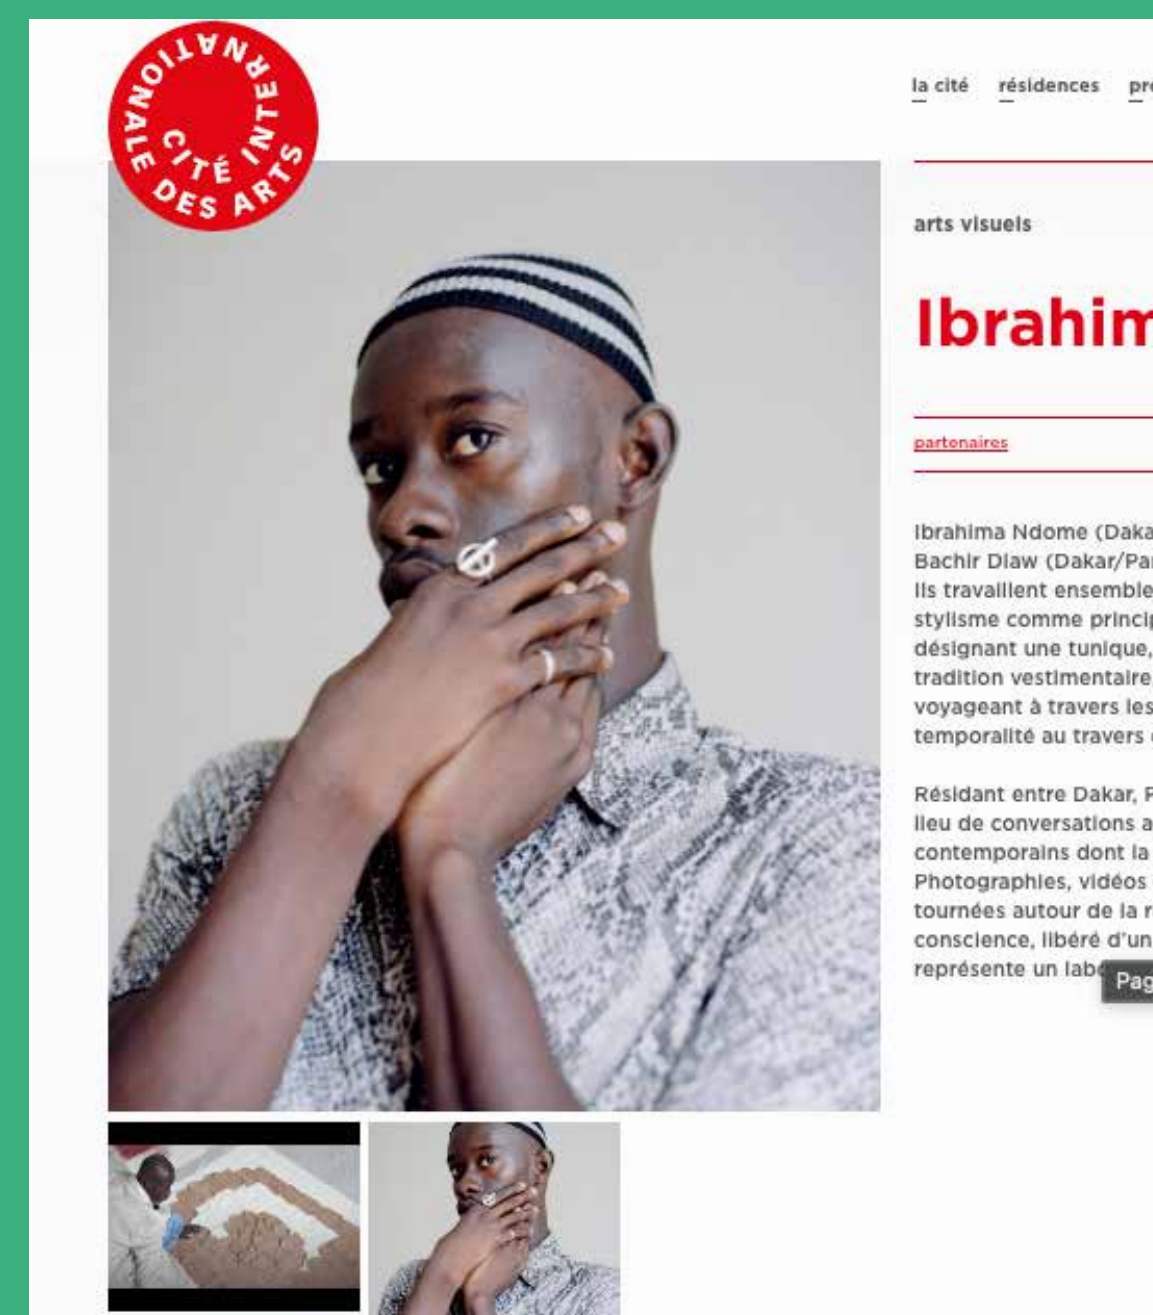 CITÉ INTERNATIONALE DES ARTS
la cité résidences
arts visuels
Ibrahim
partenaires
Ibrahima Ndome (Daka
Bachir Diaw (Dakar/Par
Ils travaillent ensemble
stylisme comme princip
désignant une tunique,
tradition vestimentaire
voyageant à travers les
temporalité au travers
Résidant entre Dakar, P
lieu de conversations a
contemporains dont la
Photographies, vidéos
tournées autour de la r
conscience, libéré d'un
représente un lab
Pag